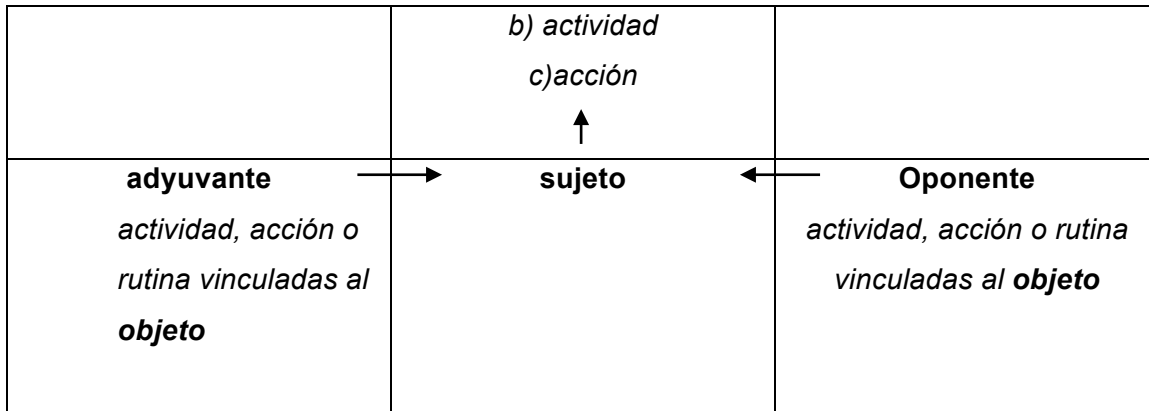 b) actividad
c)acción
adyuvante
sujeto
Oponente
actividad, acción o
rutina vinculadas al
objeto
actividad, acción o rutina
vinculadas al objeto